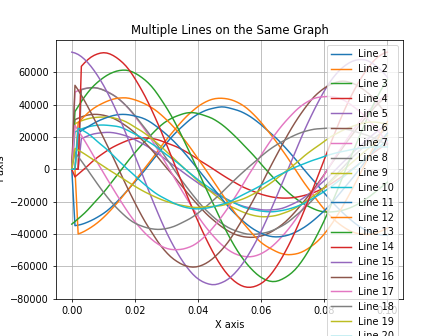 Multiple Lines on the Same Graph
60000
40000
20000
0
−20000
−40000
−60000
−80000
0.00
0.02
0.04
0.06
X axis
Line 1
Line 2
Line 3
Line 4
Line 5
Line 6
Line 7
Line 8
Line 9
Line 10
Line 11
Line 12
Line 13
Line 14
Line 15
Line 16
Line 17
Line 18
Line 19
Line 20